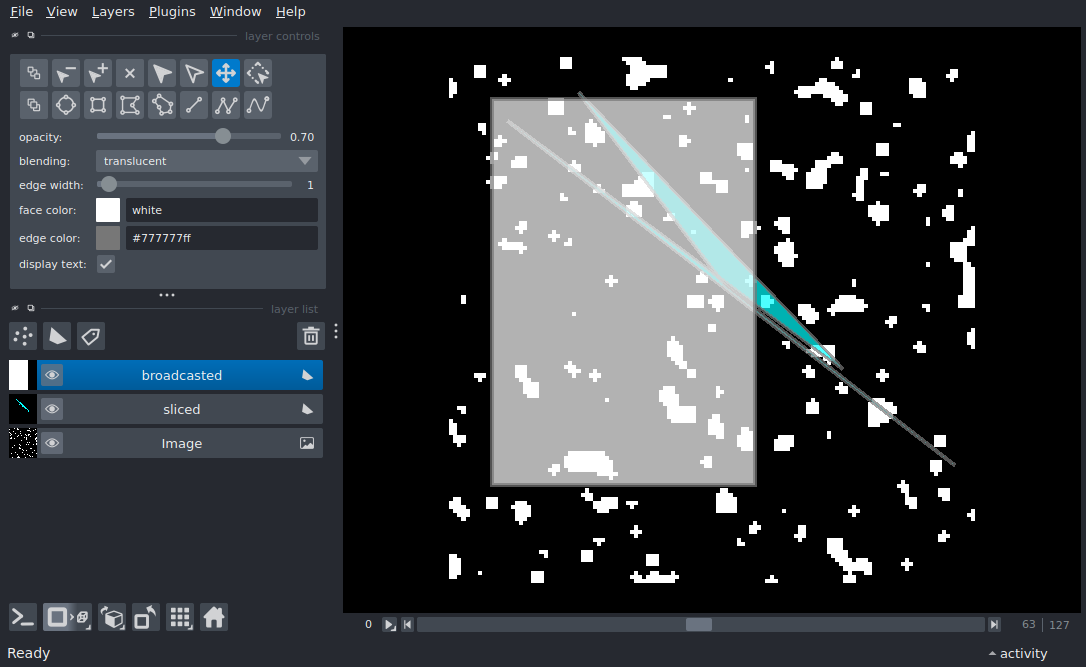 File View Layers Plugins Window Help
layer controls
opacity: 0.70
blending: translucent
edge width: 1
face color: white
edge color: #777777ff
display text:
layer list
broadcasted
sliced
Image
0 63 127
Ready activity